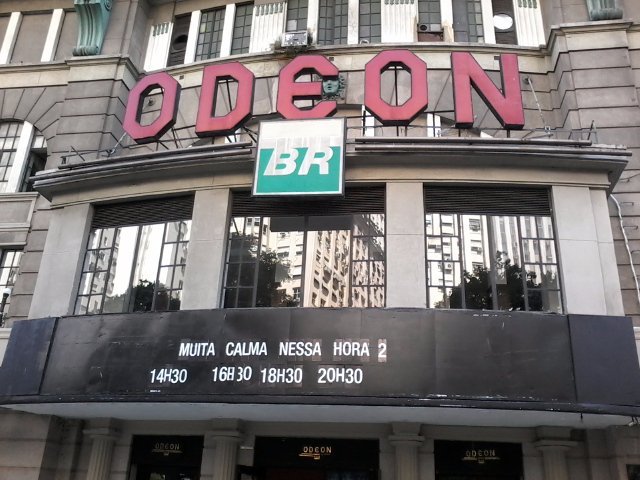 ODEON
BR
MUITA CALMA NESSA HORA 2
14H30 16H30 18H30 20H30
ODEON ODEON ODEON